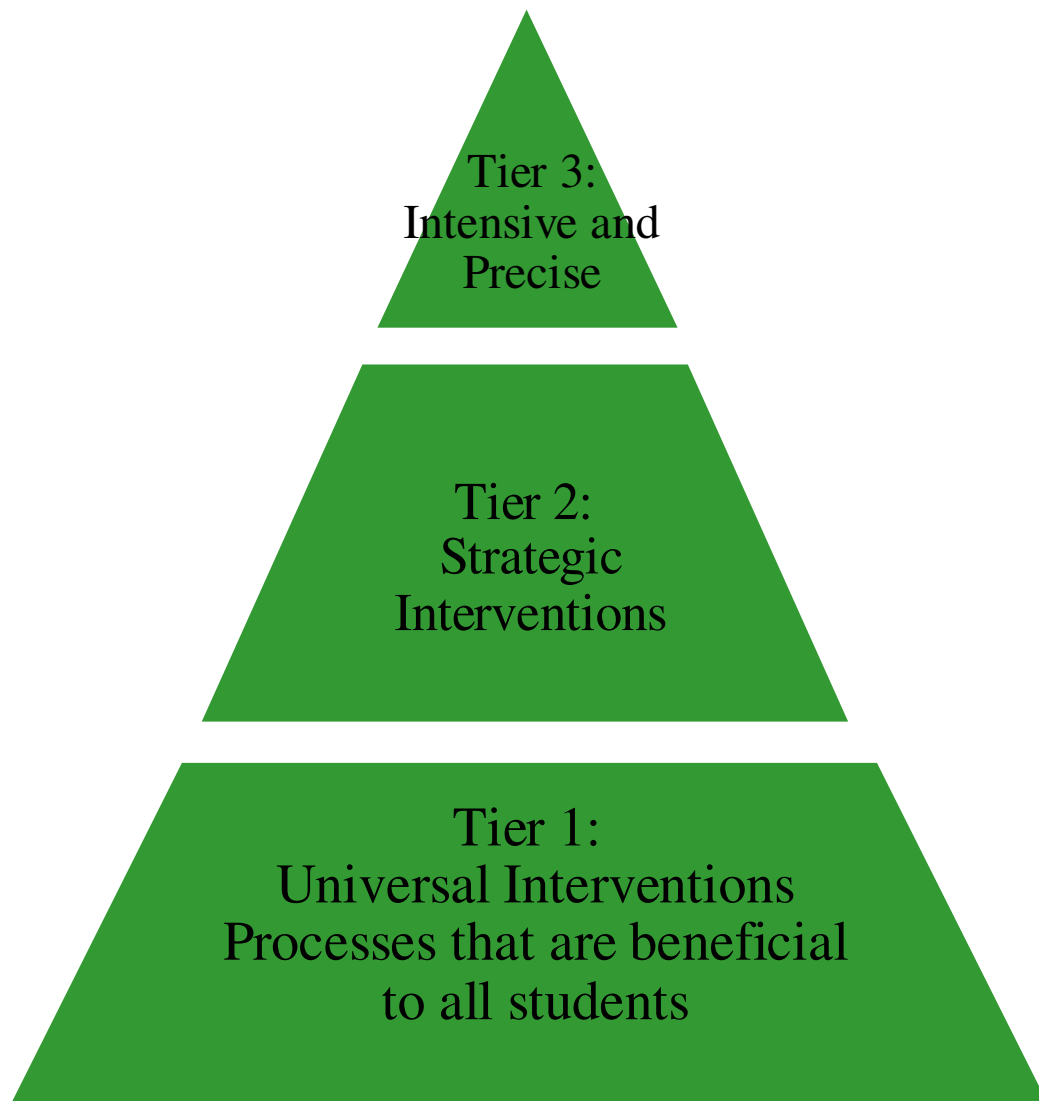 Tier 3:
Intensive and
Precise
Tier 2:
Strategic
Interventions
Tier 1:
Universal Interventions
Processes that are beneficial
to all students